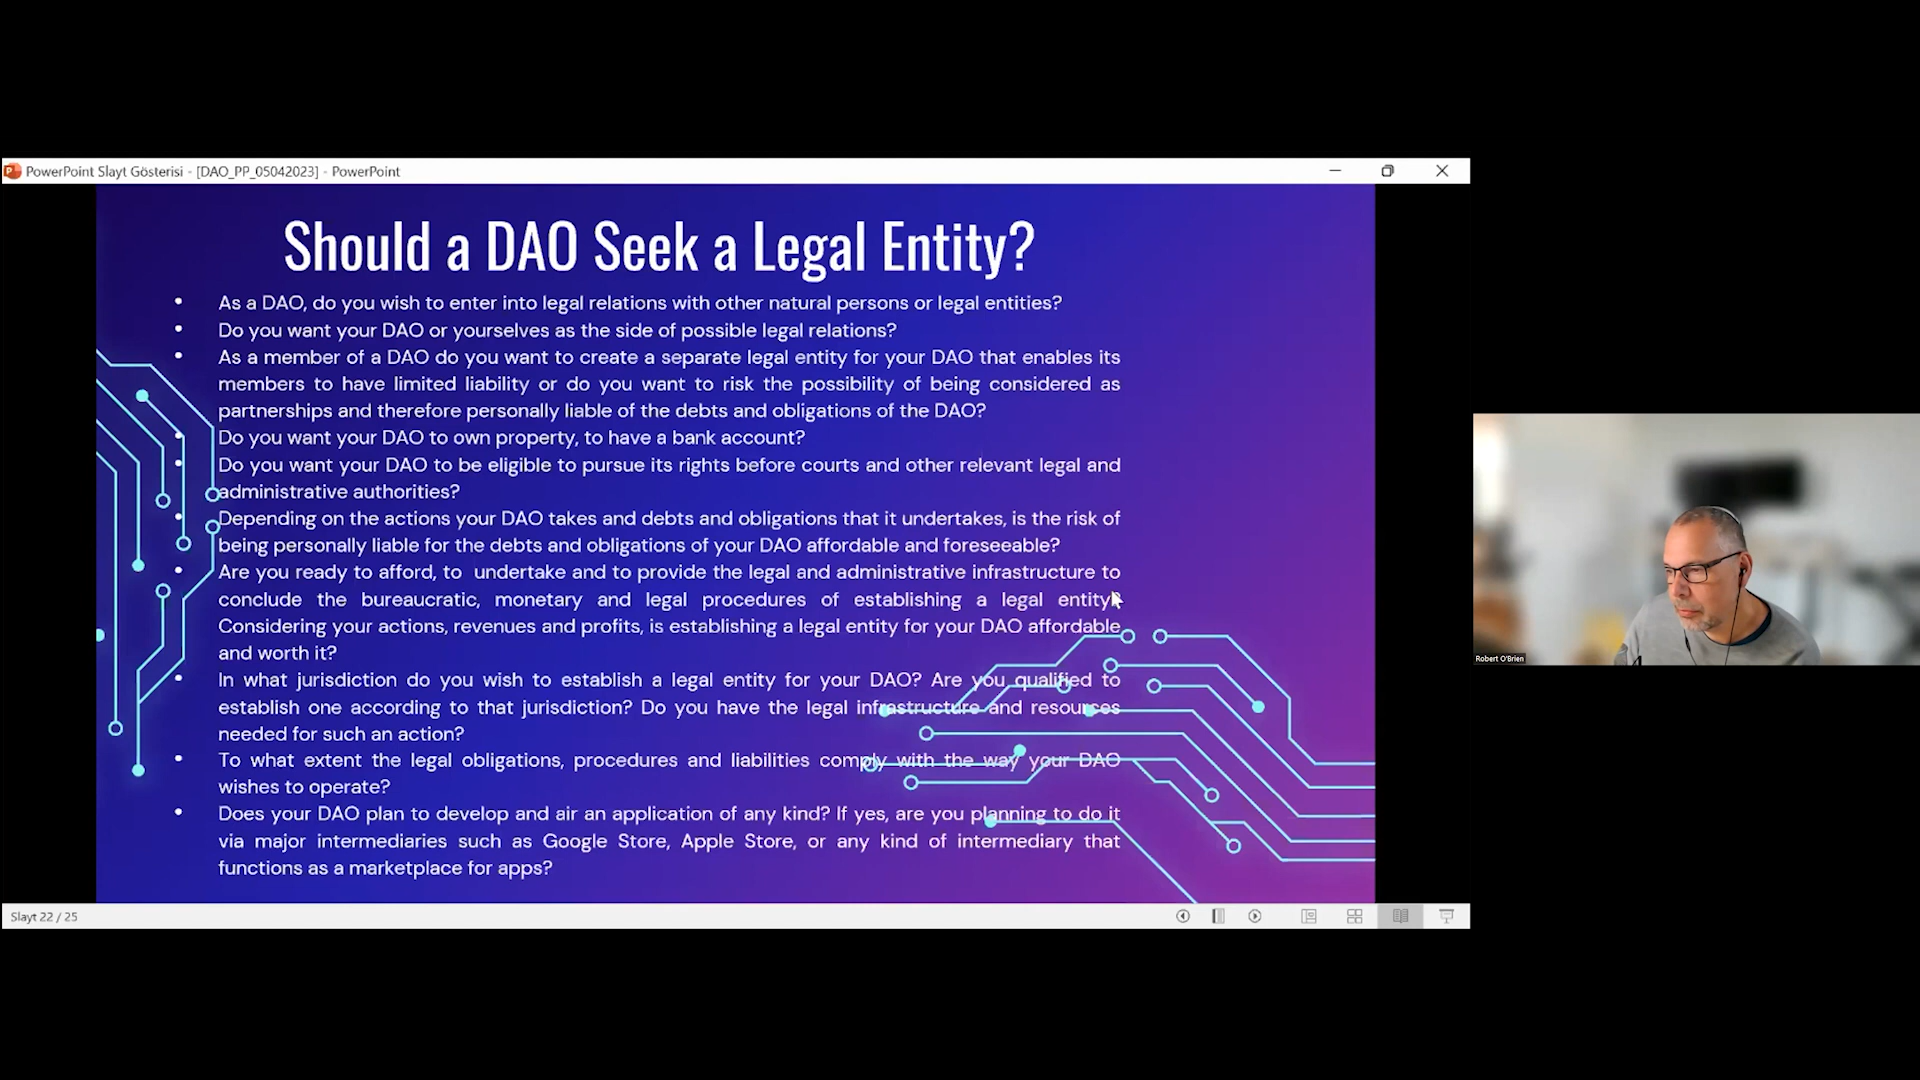 PowerPoint Slayt Gösterisi - [DAO_PP_05042023] - PowerPoint
Should a DAO Seek a Legal Entity?
• As a DAO, do you wish to enter into legal relations with other natural persons or legal entities?
• Do you want your DAO or yourselves as the side of possible legal relations?
• As a member of a DAO do you want to create a separate legal entity for your DAO that enables its
members to have limited liability or do you want to risk the possibility of being considered as
partnerships and therefore personally liable of the debts and obligations of the DAO?
• Do you want your DAO to own property, to have a bank account?
• Do you want your DAO to be eligible to pursue its rights before courts and other relevant legal and
administrative authorities?
• Depending on the actions your DAO takes and debts and obligations that it undertakes, is the risk of
being personally liable for the debts and obligations of your DAO affordable and foreseeable?
• Are you ready to afford, to undertake and to provide the legal and administrative infrastructure to
conclude the bureaucratic, monetary and legal procedures of establishing a legal entity?
Considering your actions, revenues and profits, is establishing a legal entity for your DAO affordable
and worth it?
• In what jurisdiction do you wish to establish a legal entity for your DAO? Are you qualified to
establish one according to that jurisdiction? Do you have the legal infrastructure and resources
needed for such an action?
• To what extent the legal obligations, procedures and liabilities comply with the way your DAO
wishes to operate?
• Does your DAO plan to develop and air an application of any kind? If yes, are you planning to do it
via major intermediaries such as Google Store, Apple Store, or any kind of intermediary that
functions as a marketplace for apps?
Slayt 22 / 25
Robert O'Brien